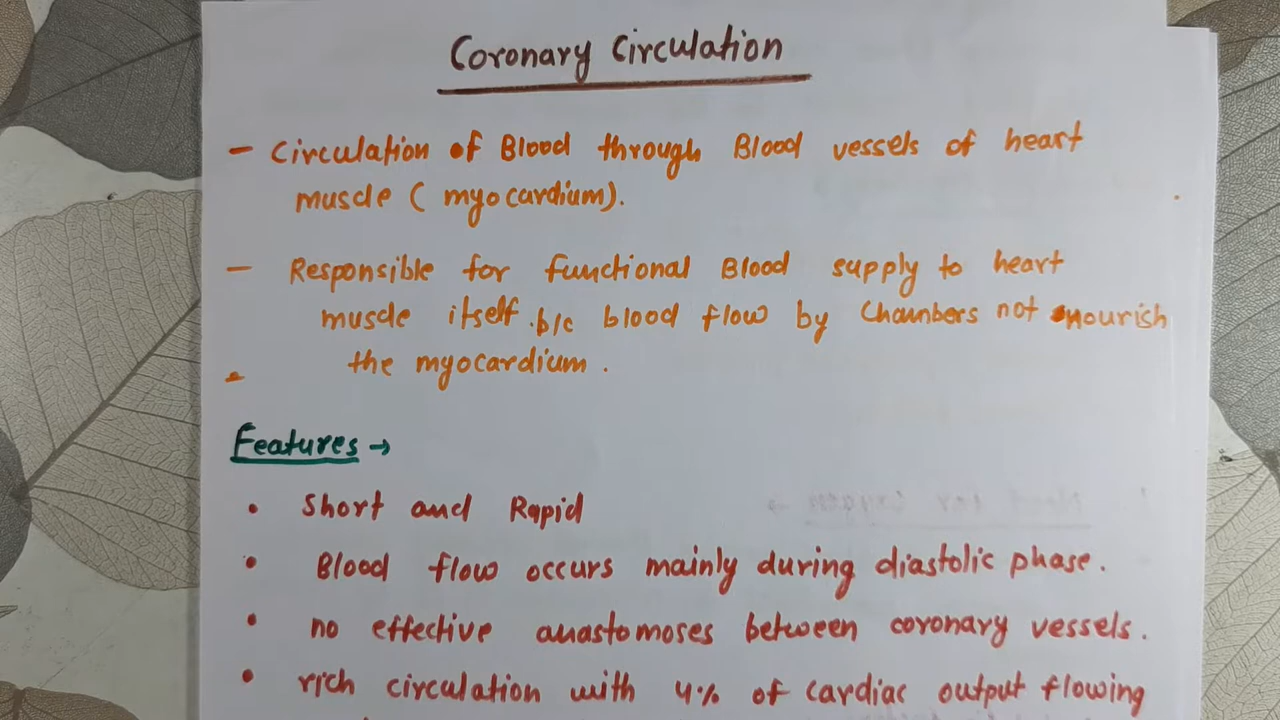 Coronary Circulation
- Circulation of Blood through Blood vessels of heart
muscle ( myocardium).
- Responsible for functional Blood supply to heart
muscle itself. b/c blood flow by Chambers not nourish
the myocardium.
Features →
• Short and Rapid
• Blood flow occurs mainly during diastolic phase.
• no effective anastomoses between coronary vessels.
• rich circulation with 4% of cardiac output flowing